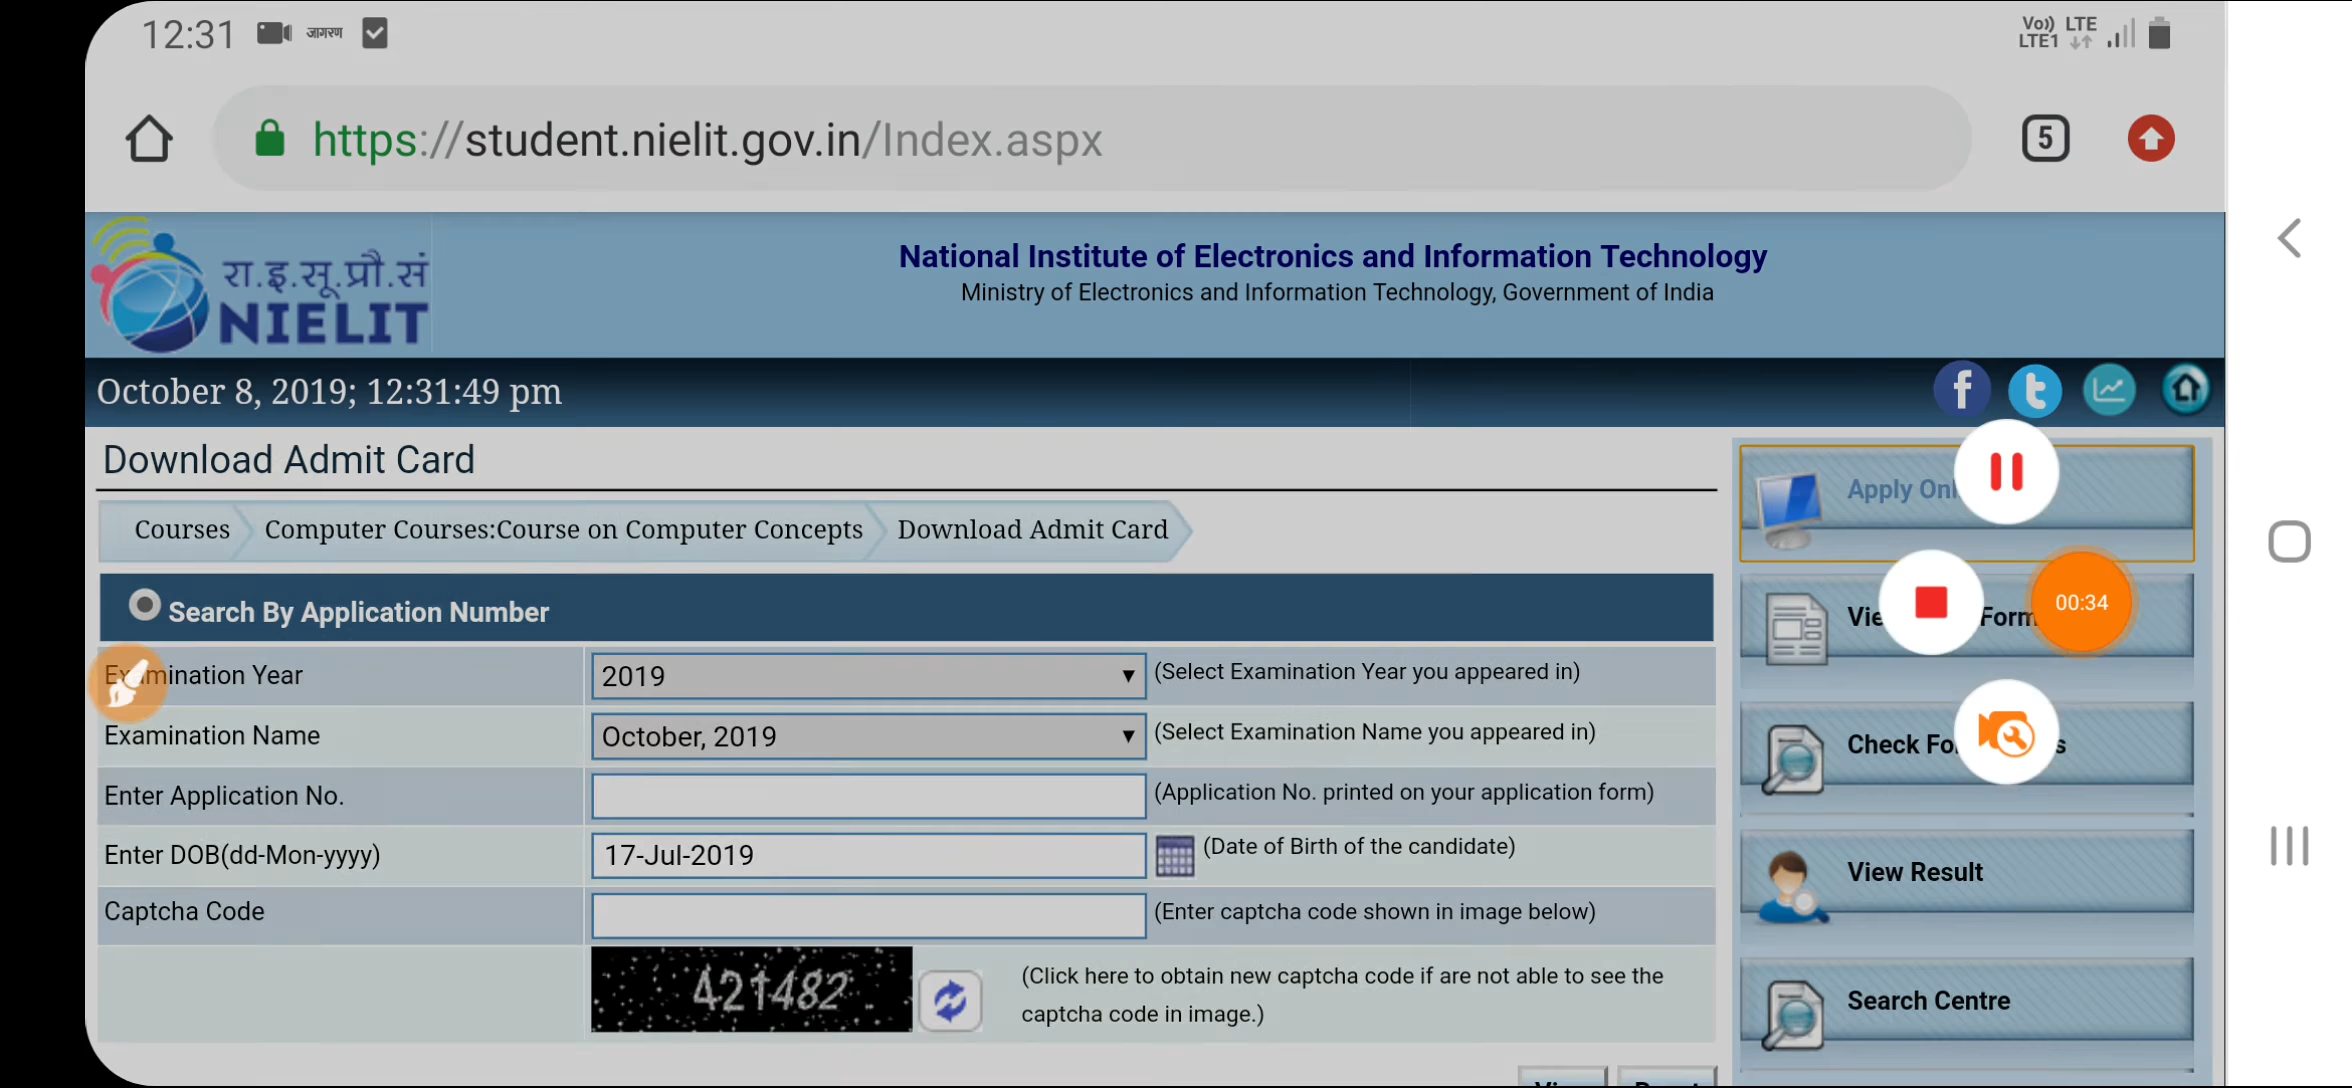 12:31 जागरण Vo)) LTE
LTE1
https://student.nielit.gov.in/Index.aspx 5
रा.इ.सू.प्रौ.सं
NIELIT
National Institute of Electronics and Information Technology
Ministry of Electronics and Information Technology, Government of India
October 8, 2019; 12:31:49 pm
Download Admit Card
Courses Computer Courses:Course on Computer Concepts Download Admit Card
Search By Application Number
Examination Year 2019 (Select Examination Year you appeared in)
Examination Name October, 2019 (Select Examination Name you appeared in)
Enter Application No. (Application No. printed on your application form)
Enter DOB(dd-Mon-yyyy) 17-Jul-2019 (Date of Birth of the candidate)
Captcha Code (Enter captcha code shown in image below)
421482 (Click here to obtain new captcha code if are not able to see the
captcha code in image.)
Apply
Form
00:34
Check
View Result
Search Centre